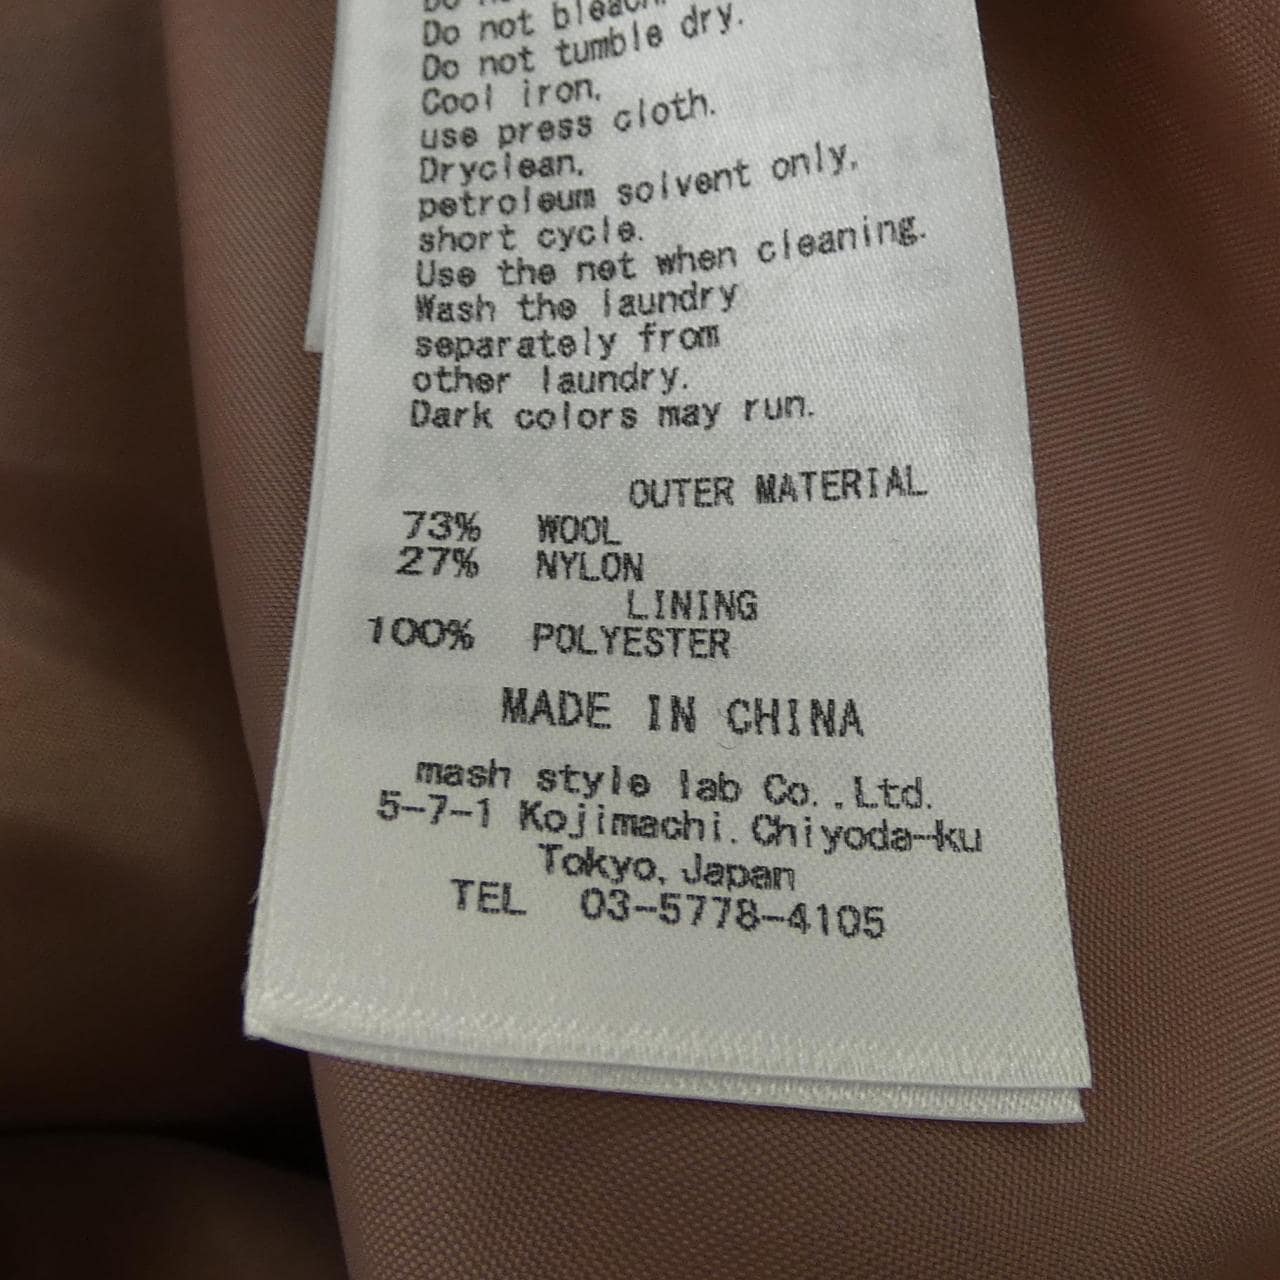 Do not bleach.
Do not tumble dry.
Cool iron.
use press cloth.
Dryclean.
petroleum solvent only.
short cycle.
Use the net when cleaning.
Wash the laundry
separately from
other laundry.
Dark colors may run.
OUTER MATERIAL
73% WOOL
27% NYLON
LINING
100% POLYESTER
MADE IN CHINA
mash style lab Co.,Ltd.
5-7-1 Kojimachi.Chiyoda-ku
Tokyo, Japan
TEL 03-5778-4105